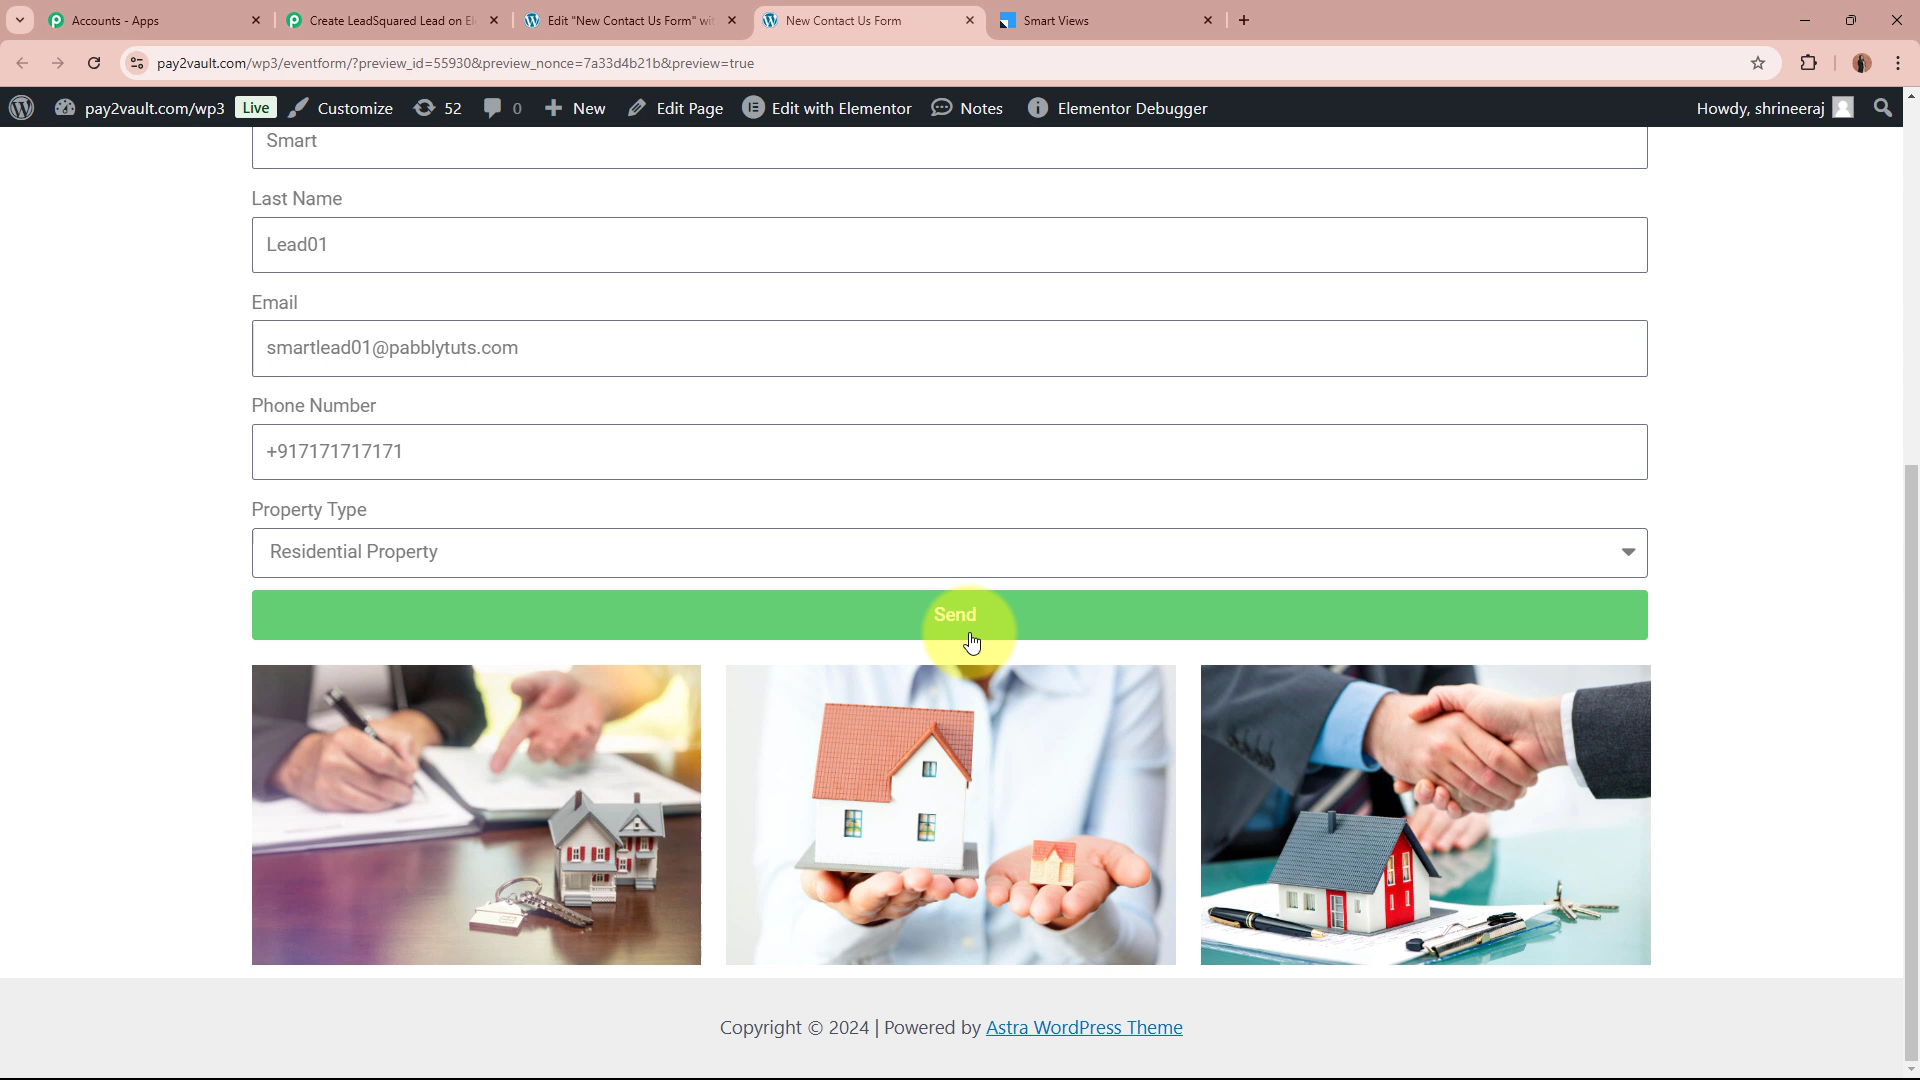 Accounts - Apps
Create LeadSquared Lead on El
Edit "New Contact Us Form" wit
New Contact Us Form
Smart Views
pay2vault.com/wp3/eventform/?preview_id=55930&preview_nonce=7a33d4b21b&preview=true
pay2vault.com/wp3
Live
Customize
52
0
New
Edit Page
Edit with Elementor
Notes
Elementor Debugger
Howdy, shrineeraj
Smart
Last Name
Lead01
Email
smartlead01@pabblytuts.com
Phone Number
+917171717171
Property Type
Residential Property
Send
Copyright © 2024 | Powered by Astra WordPress Theme